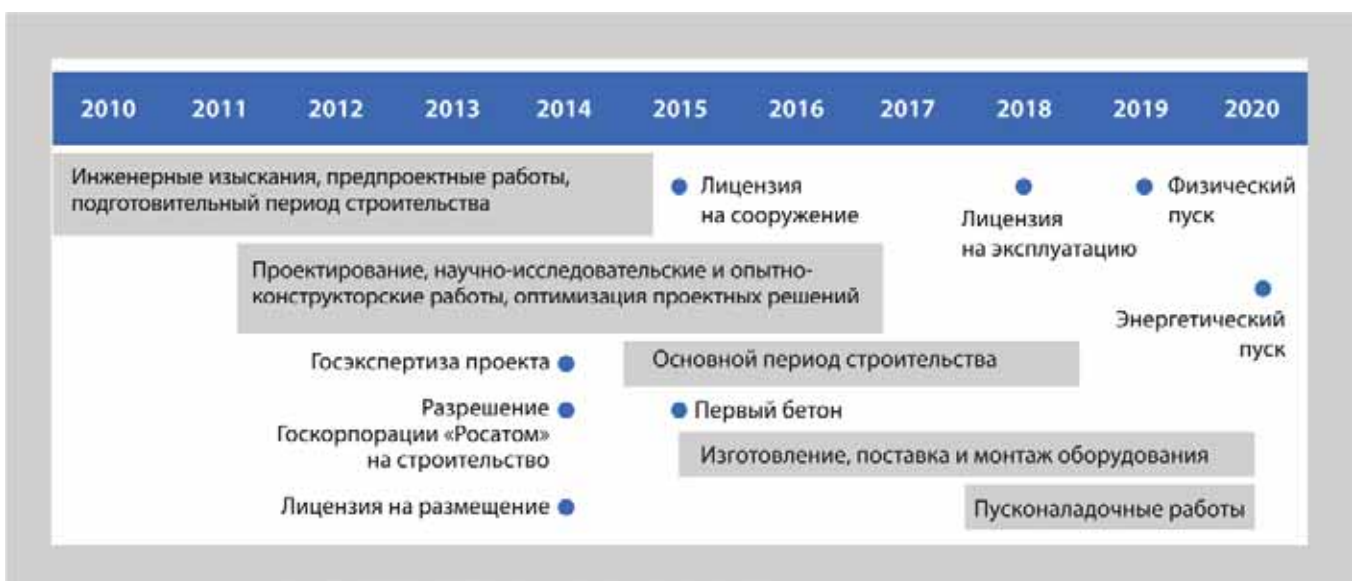 2010 2011 2012 2013 2014 2015 2016 2017 2018 2019 2020
Инженерные изыскания, предпроектные работы,
подготовительный период строительства
Лицензия
на сооружение
Лицензия
на эксплуатацию
Физический
пуск
Проектирование, научно-исследовательские и опытно-
конструкторские работы, оптимизация проектных решений
Энергетический
пуск
Госэкспертиза проекта
Основной период строительства
Разрешение
Госкорпорации «Росатом»
на строительство
Первый бетон
Изготовление, поставка и монтаж оборудования
Лицензия на размещение
Пусконаладочные работы